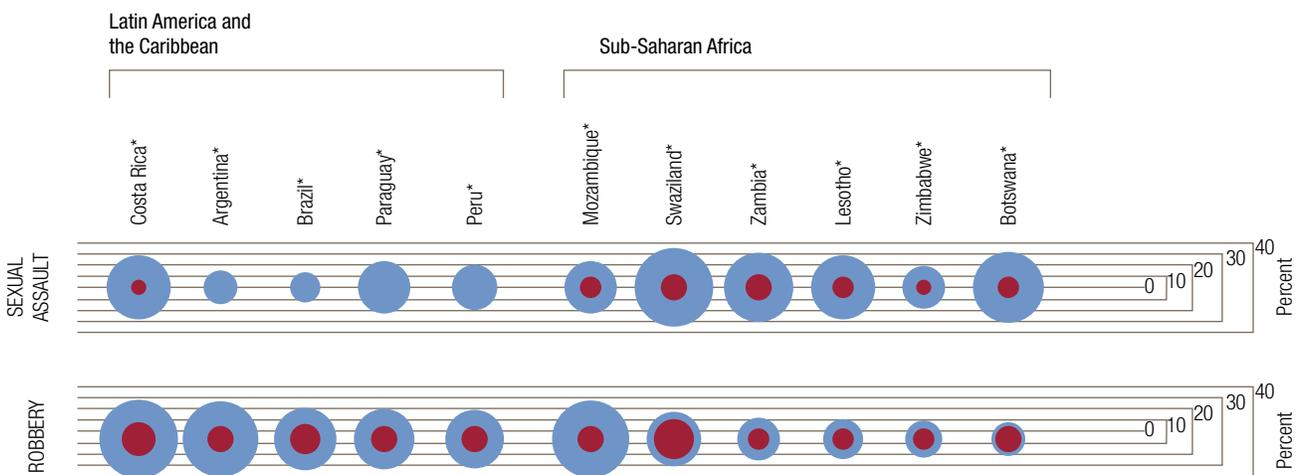 Latin America and
the Caribbean
Sub-Saharan Africa
Costa Rica*
Argentina*
Brazil*
Paraguay*
Peru*
Mozambique*
Swaziland*
Zambia*
Lesotho*
Zimbabwe*
Botswana*
SEXUAL
ASSAULT
0 10 20 30 40
Percent
ROBBERY
0 10 20 30 40
Percent